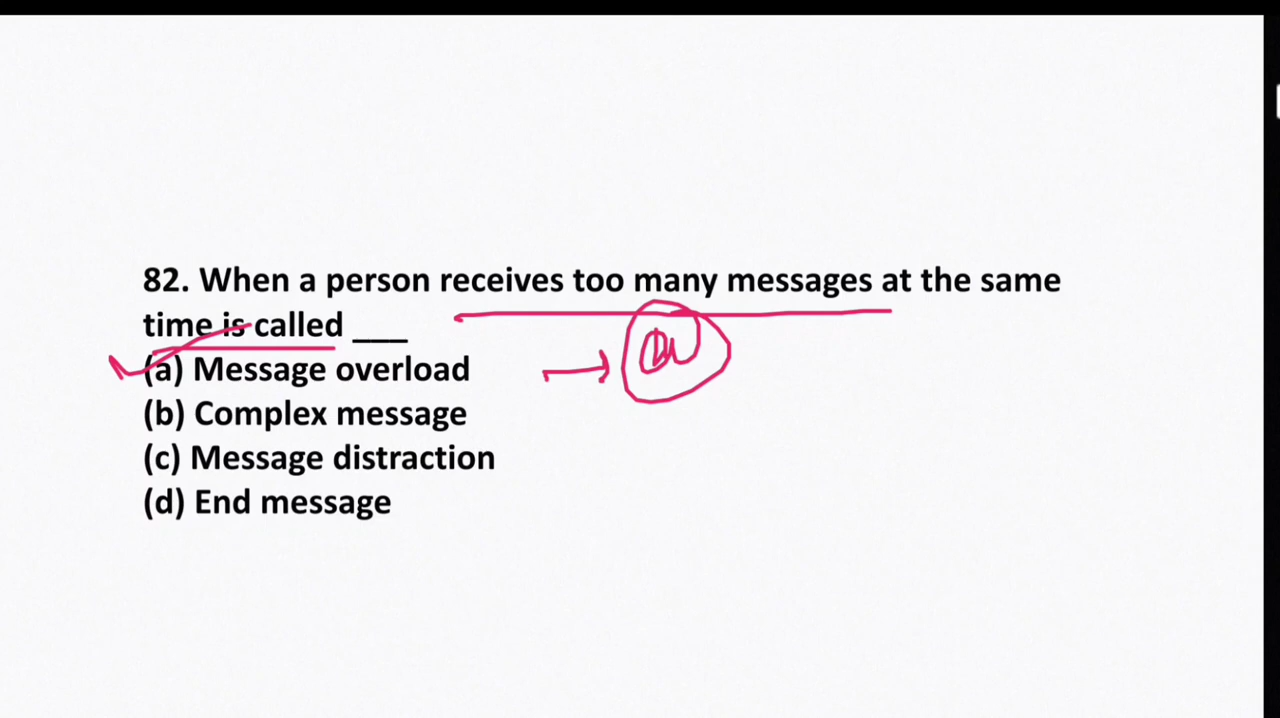 82. When a person receives too many messages at the same
time is called ___
(a) Message overload
(b) Complex message
(c) Message distraction
(d) End message